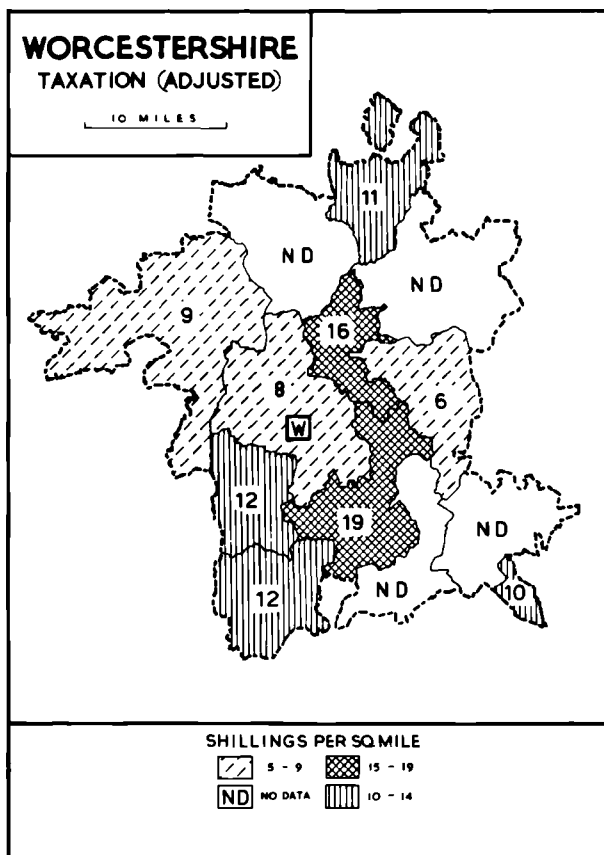 WORCESTERSHIRE
TAXATION (ADJUSTED)
10 MILES
11
ND
ND
9
16
8
6
W
12
19
ND
ND
10
12
SHILLINGS PER SQ.MILE
5 - 9
15 - 19
ND
NO DATA
10 - 14